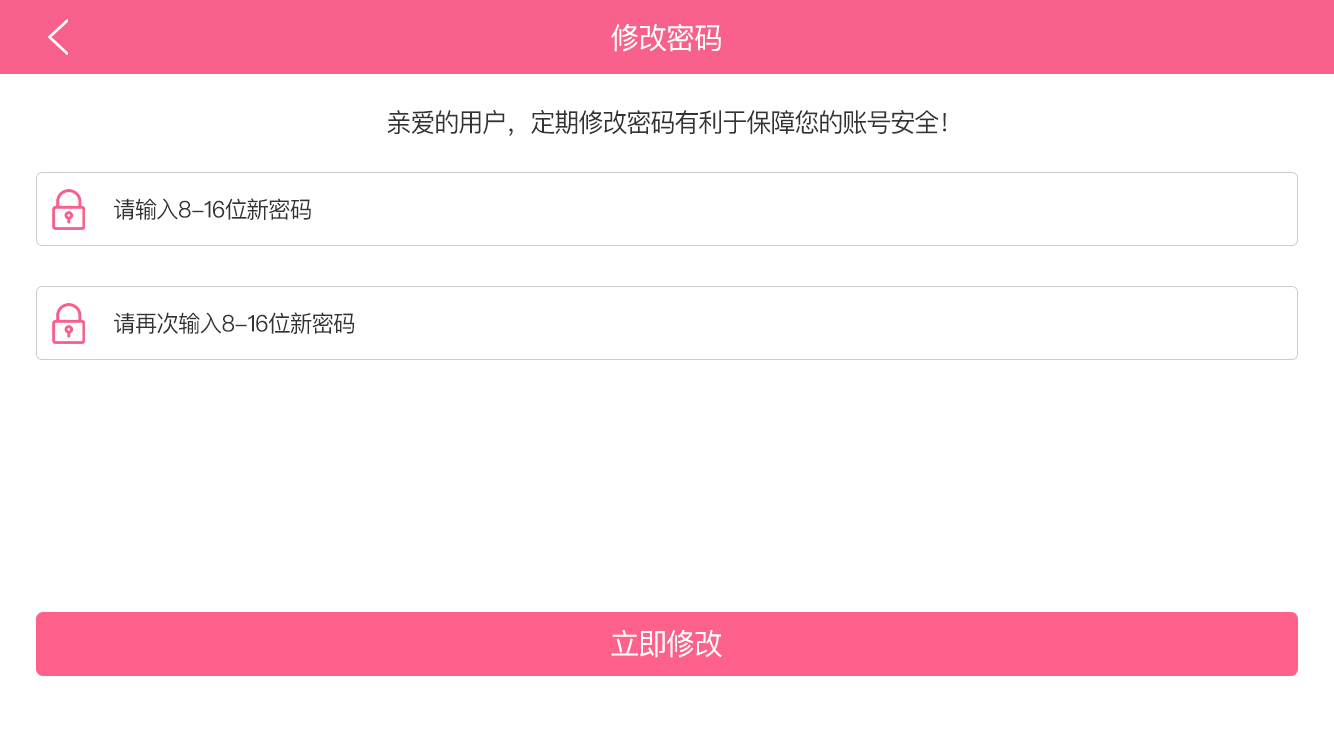 修改密码
亲爱的用户，定期修改密码有利于保障您的账号安全！
请输入8-16位新密码
请再次输入8-16位新密码
立即修改